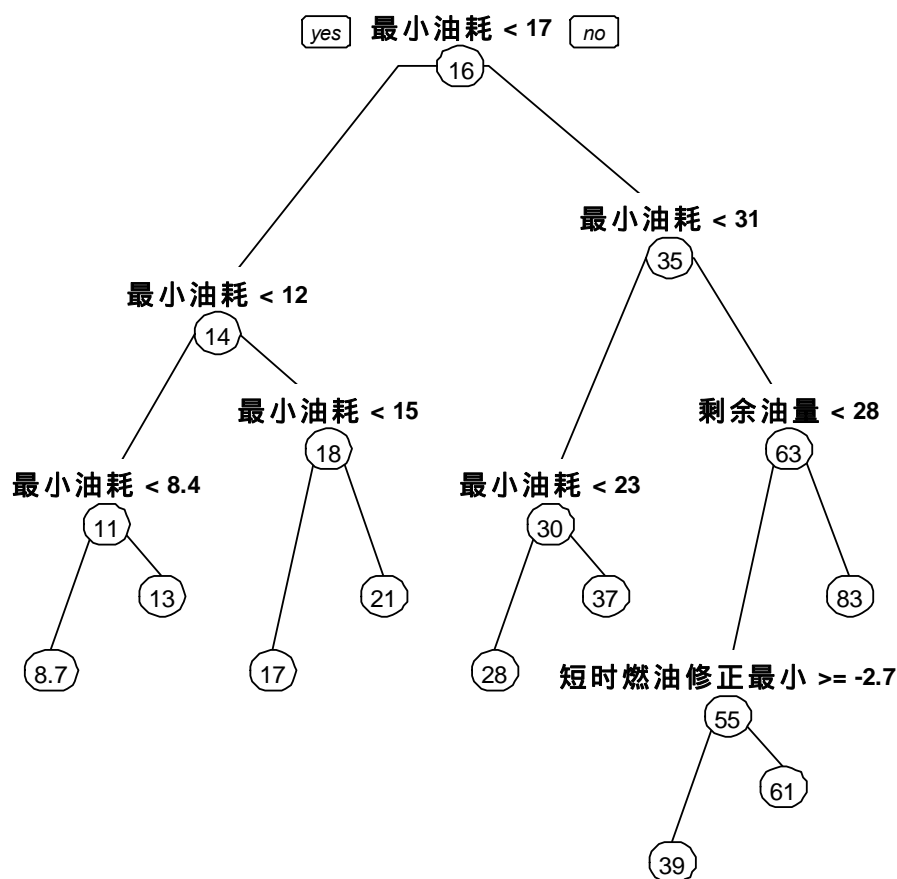 yes 最小油耗 < 17 no
16
最小油耗 < 31
35
最小油耗 < 12
14
最小油耗 < 15
18
剩余油量 < 28
63
最小油耗 < 8.4
11
最小油耗 < 23
30
13
21
37
83
8.7
17
28
短时燃油修正最小 >= -2.7
55
61
39